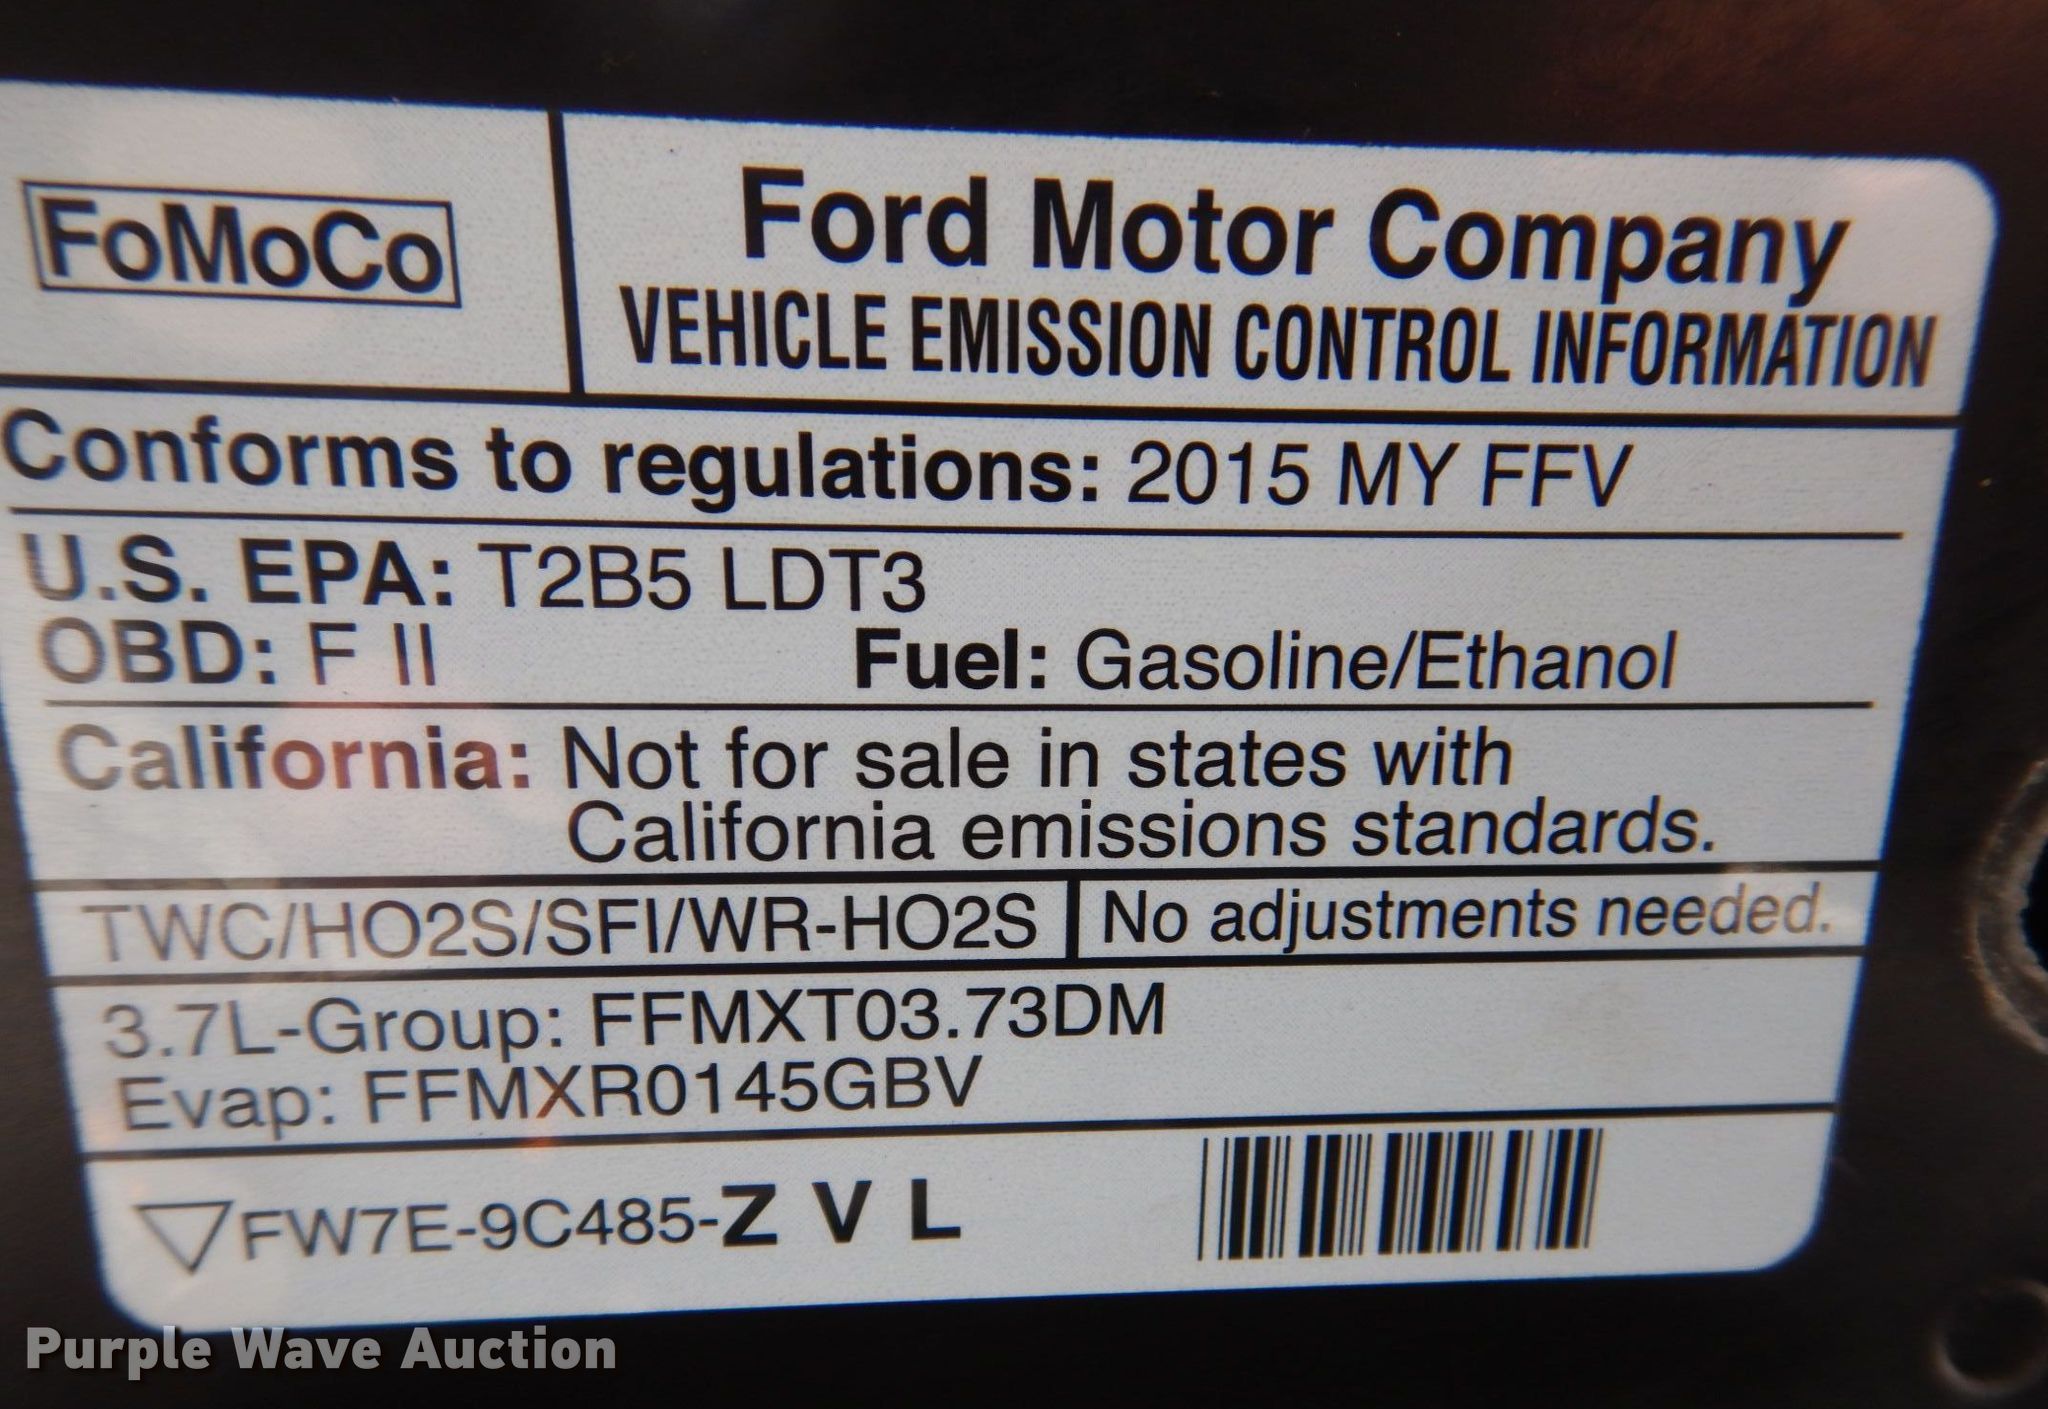 FoMoCo
Ford Motor Company
VEHICLE EMISSION CONTROL INFORMATION
Conforms to regulations: 2015 MY FFV
U.S. EPA: T2B5 LDT3
OBD: F II Fuel: Gasoline/Ethanol
California: Not for sale in states with
California emissions standards.
TWC/HO2S/SFI/WR-HO2S No adjustments needed.
3.7L-Group: FFMXT03.73DM
Evap: FFMXR0145GBV
FW7E-9C485-Z V L
Purple Wave Auction